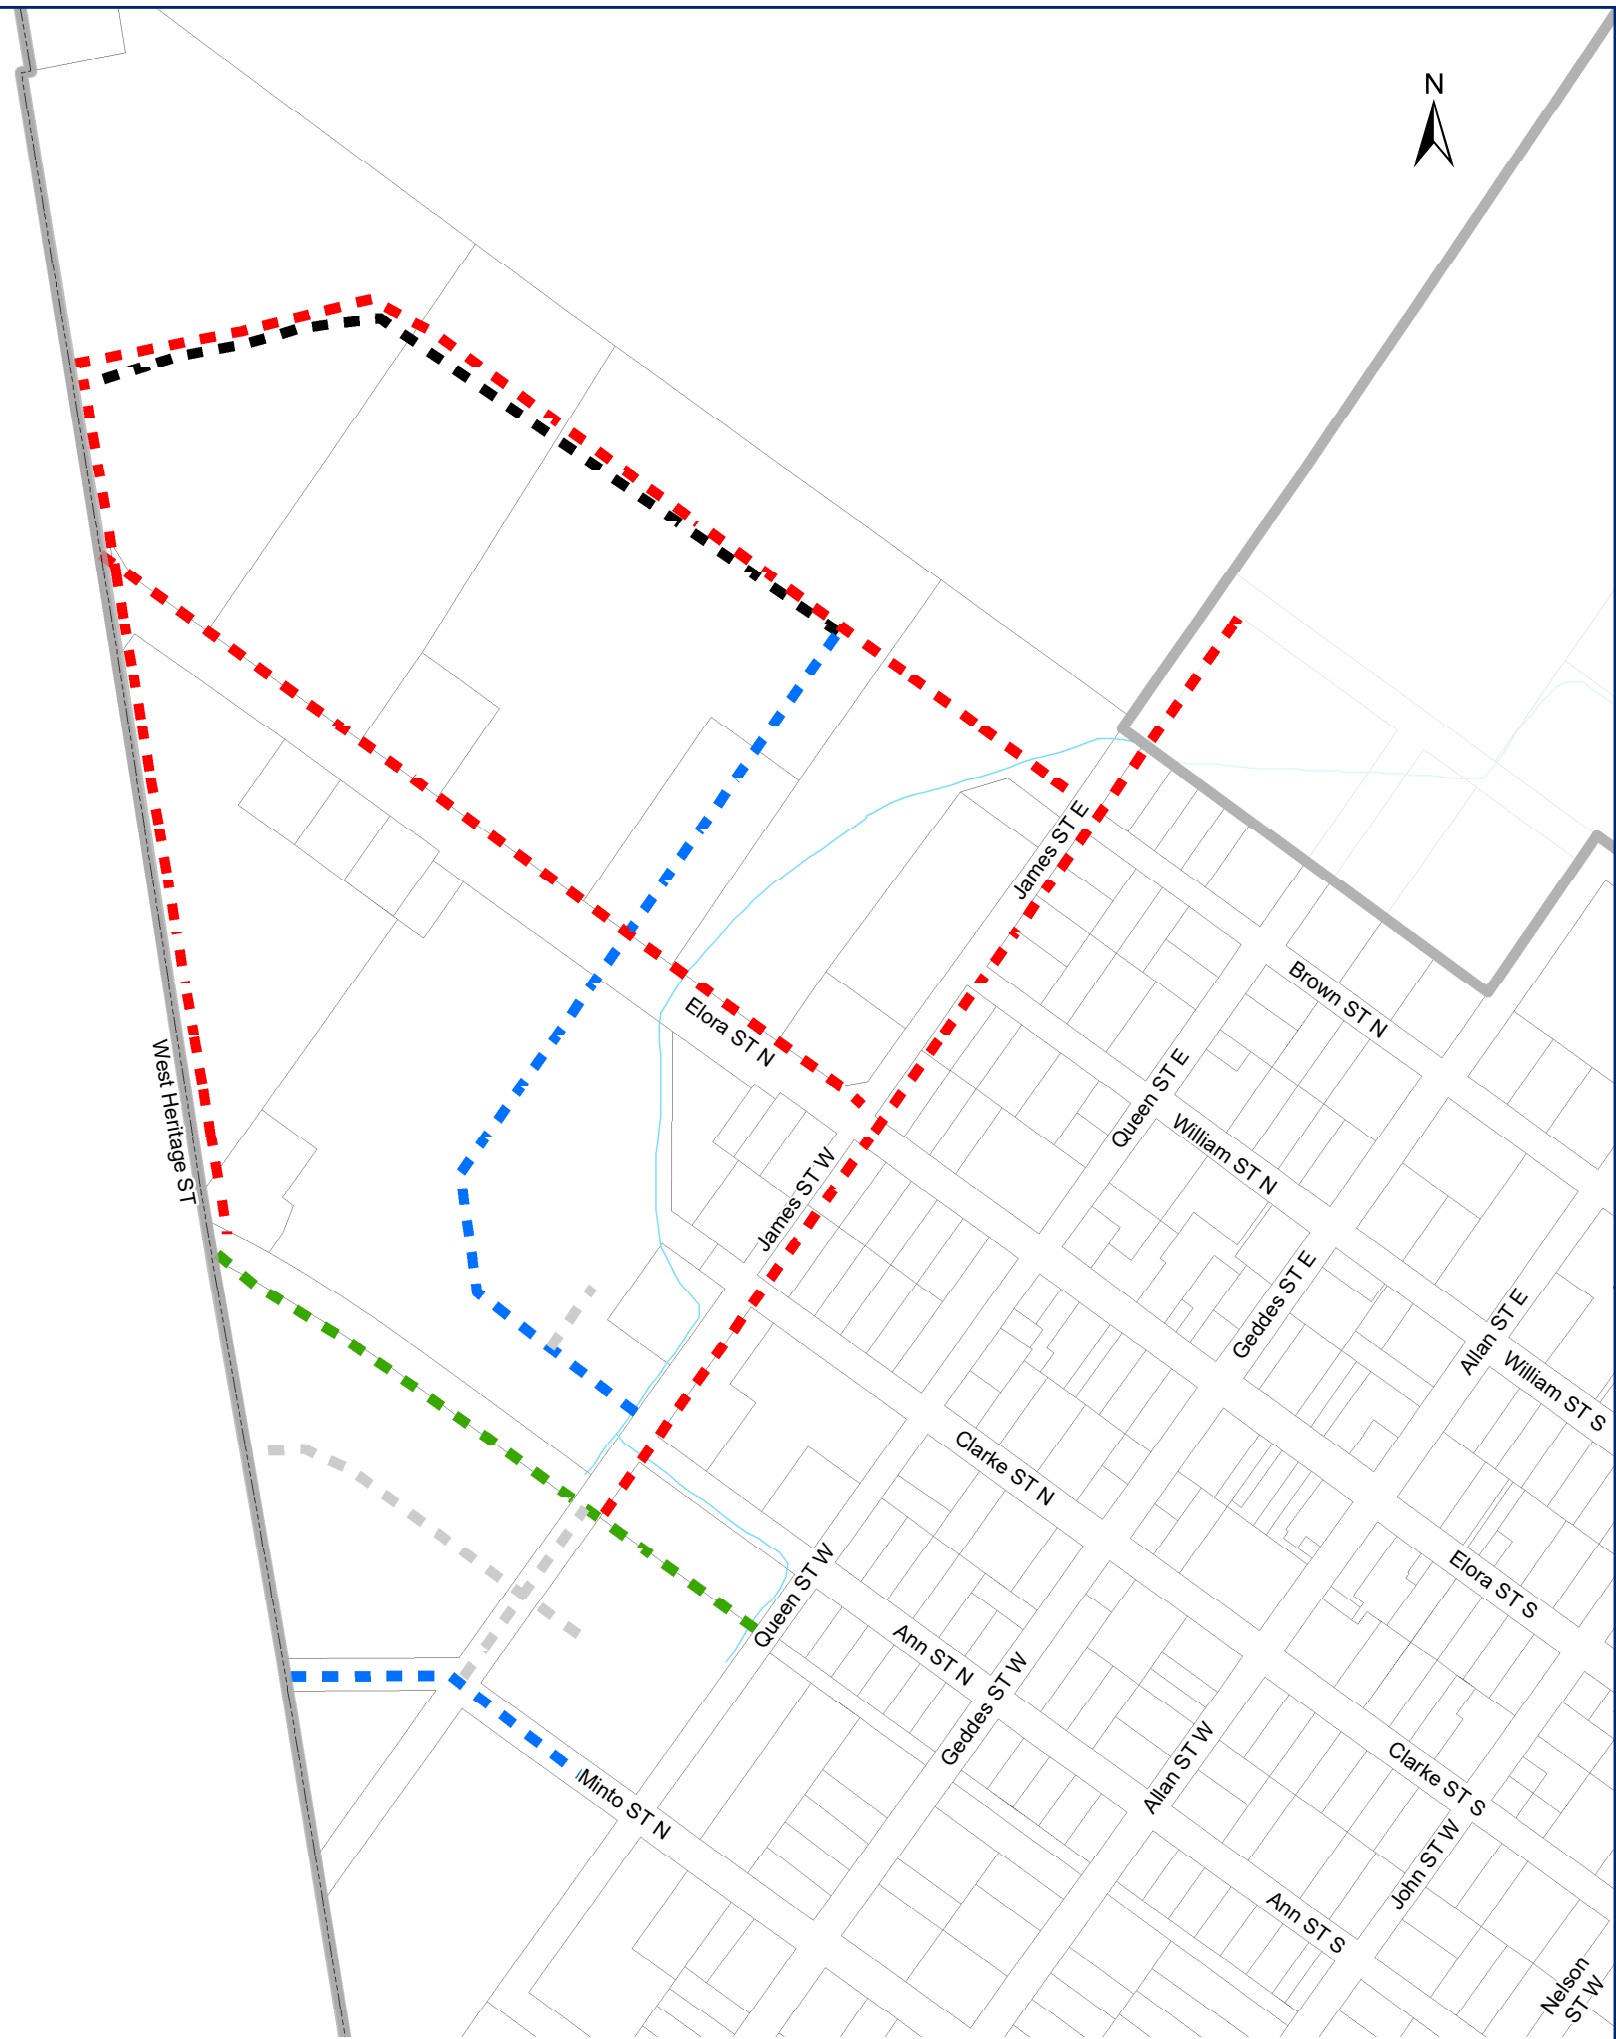 N
James ST E
Brown ST N
Elora ST N
Queen ST E
West Heritage ST
William ST N
James ST W
Geddes ST E
Allan ST E
William ST S
Clarke ST N
Elora ST S
Queen ST W
Ann ST N
Geddes ST W
Allan ST W
Clarke ST S
Minto ST N
John ST W
Ann ST S
Nelson
ST W